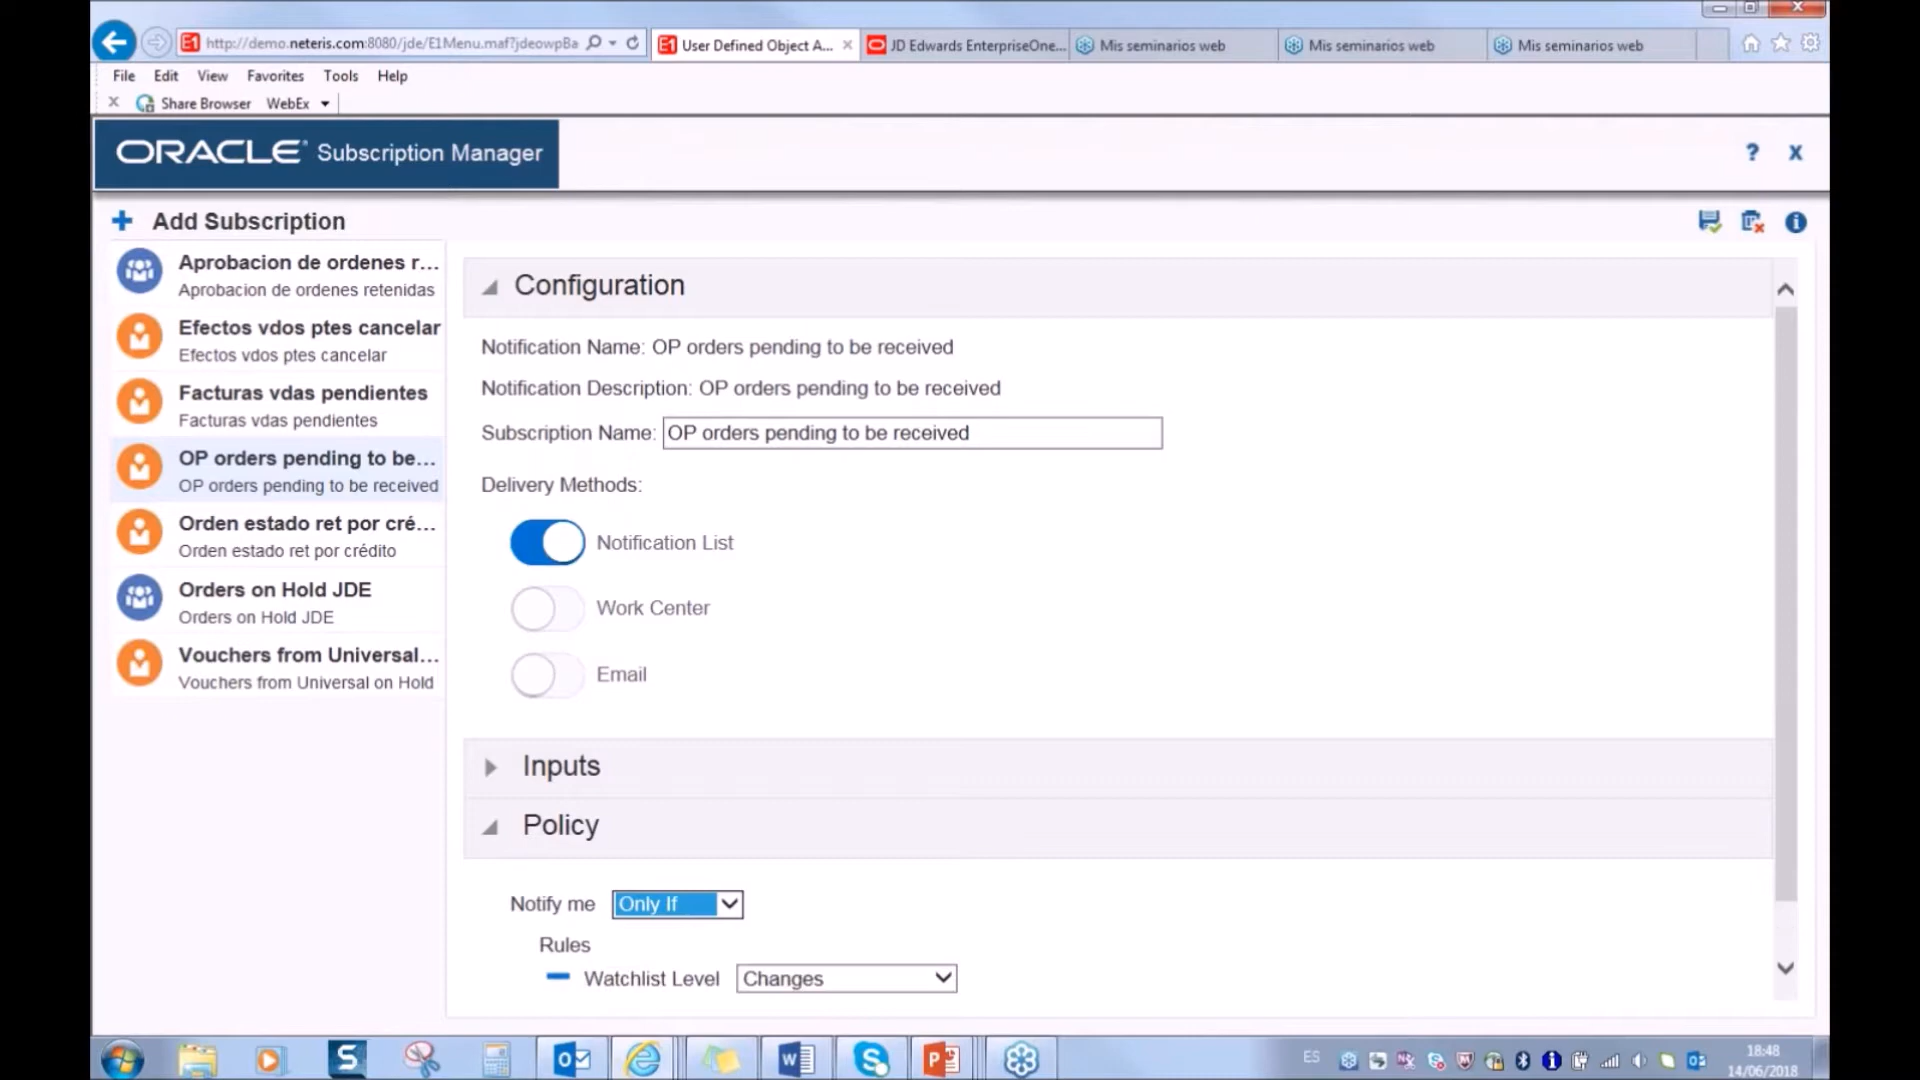 http://demo.neteris.com:8080/jde/E1Menu.maf?jdeowpBa
User Defined Object A...
JD Edwards EnterpriseOne...
Mis seminarios web
Mis seminarios web
Mis seminarios web
File Edit View Favorites Tools Help
x Share Browser WebEx
ORACLE Subscription Manager
? X
+ Add Subscription
Aprobacion de ordenes r...
Aprobacion de ordenes retenidas
Efectos vdos ptes cancelar
Efectos vdos ptes cancelar
Facturas vdas pendientes
Facturas vdas pendientes
OP orders pending to be...
OP orders pending to be received
Orden estado ret por cré...
Orden estado ret por crédito
Orders on Hold JDE
Orders on Hold JDE
Vouchers from Universal...
Vouchers from Universal on Hold
Configuration
Notification Name: OP orders pending to be received
Notification Description: OP orders pending to be received
Subscription Name: OP orders pending to be received
Delivery Methods:
Notification List
Work Center
Email
Inputs
Policy
Notify me Only If
Rules
Watchlist Level Changes
ES
18:48
14/06/2018